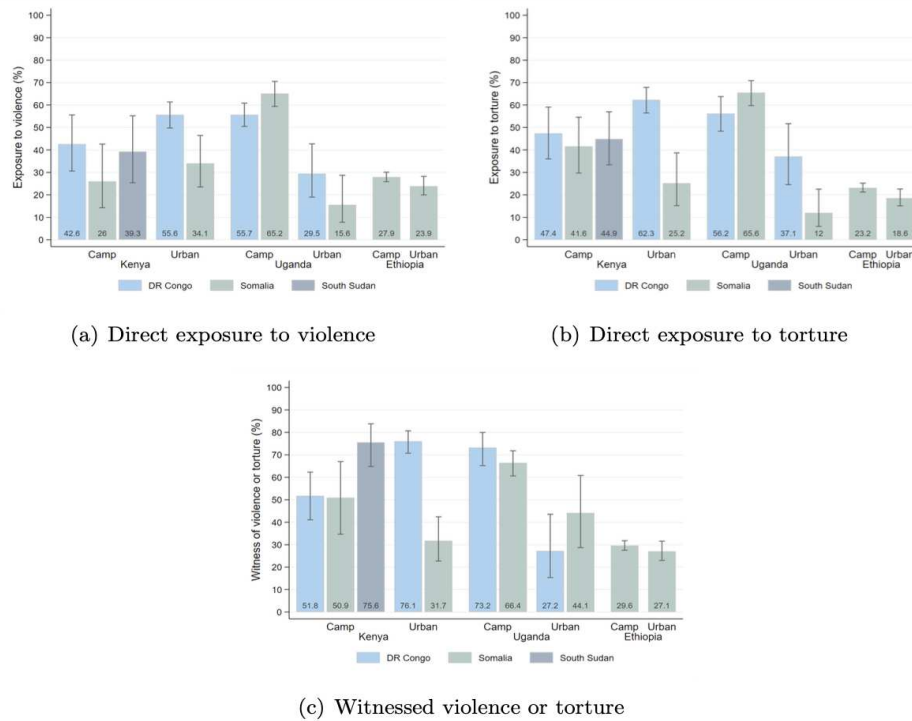 100
90
80
70
60
50
40
30
20
10
0
Exposure to violence (%)
42.6 26 39.3 55.6 34.1 55.7 65.2 29.5 15.6 27.9 23.9
Camp Urban Camp Urban Camp Urban
Kenya Uganda Ethiopia
DR Congo Somalia South Sudan
(a) Direct exposure to violence
100
90
80
70
60
50
40
30
20
10
0
Exposure to torture (%)
47.4 41.6 44.9 62.3 25.2 56.2 65.6 37.1 12 23.2 18.6
Camp Urban Camp Urban Camp Urban
Kenya Uganda Ethiopia
DR Congo Somalia South Sudan
(b) Direct exposure to torture
100
90
80
70
60
50
40
30
20
10
0
Witness of violence or torture (%)
51.8 50.9 75.6 76.1 31.7 73.2 66.4 27.2 44.1 29.6 27.1
Camp Urban Camp Urban Camp Urban
Kenya Uganda Ethiopia
DR Congo Somalia South Sudan
(c) Witnessed violence or torture